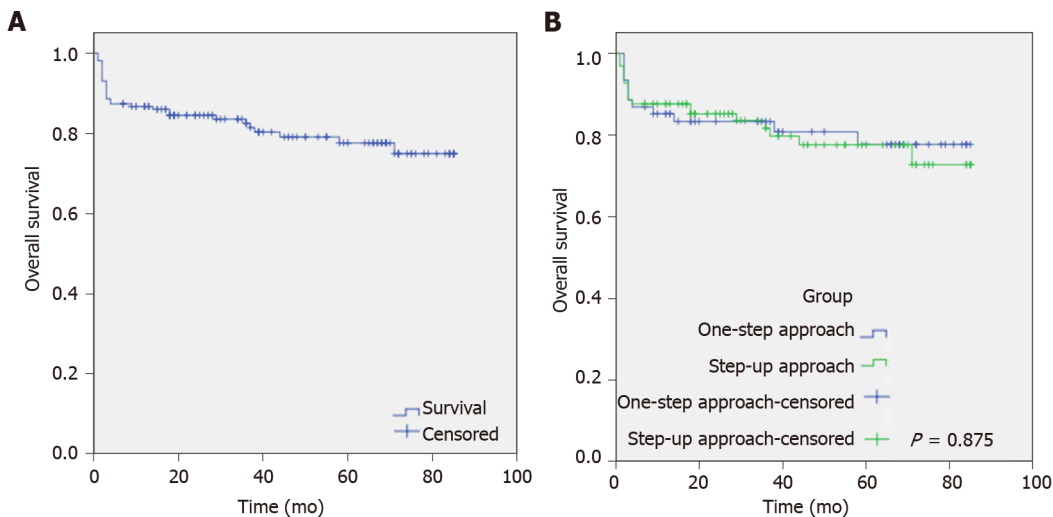 A
1.0
0.8
0.6
0.4
0.2
0.0
Overall survival
Survival
Censored
0 20 40 60 80 100
Time (mo)
B
1.0
0.8
0.6
0.4
0.2
0.0
Overall survival
Group
One-step approach
Step-up approach
One-step approach-censored
Step-up approach-censored P = 0.875
0 20 40 60 80 100
Time (mo)